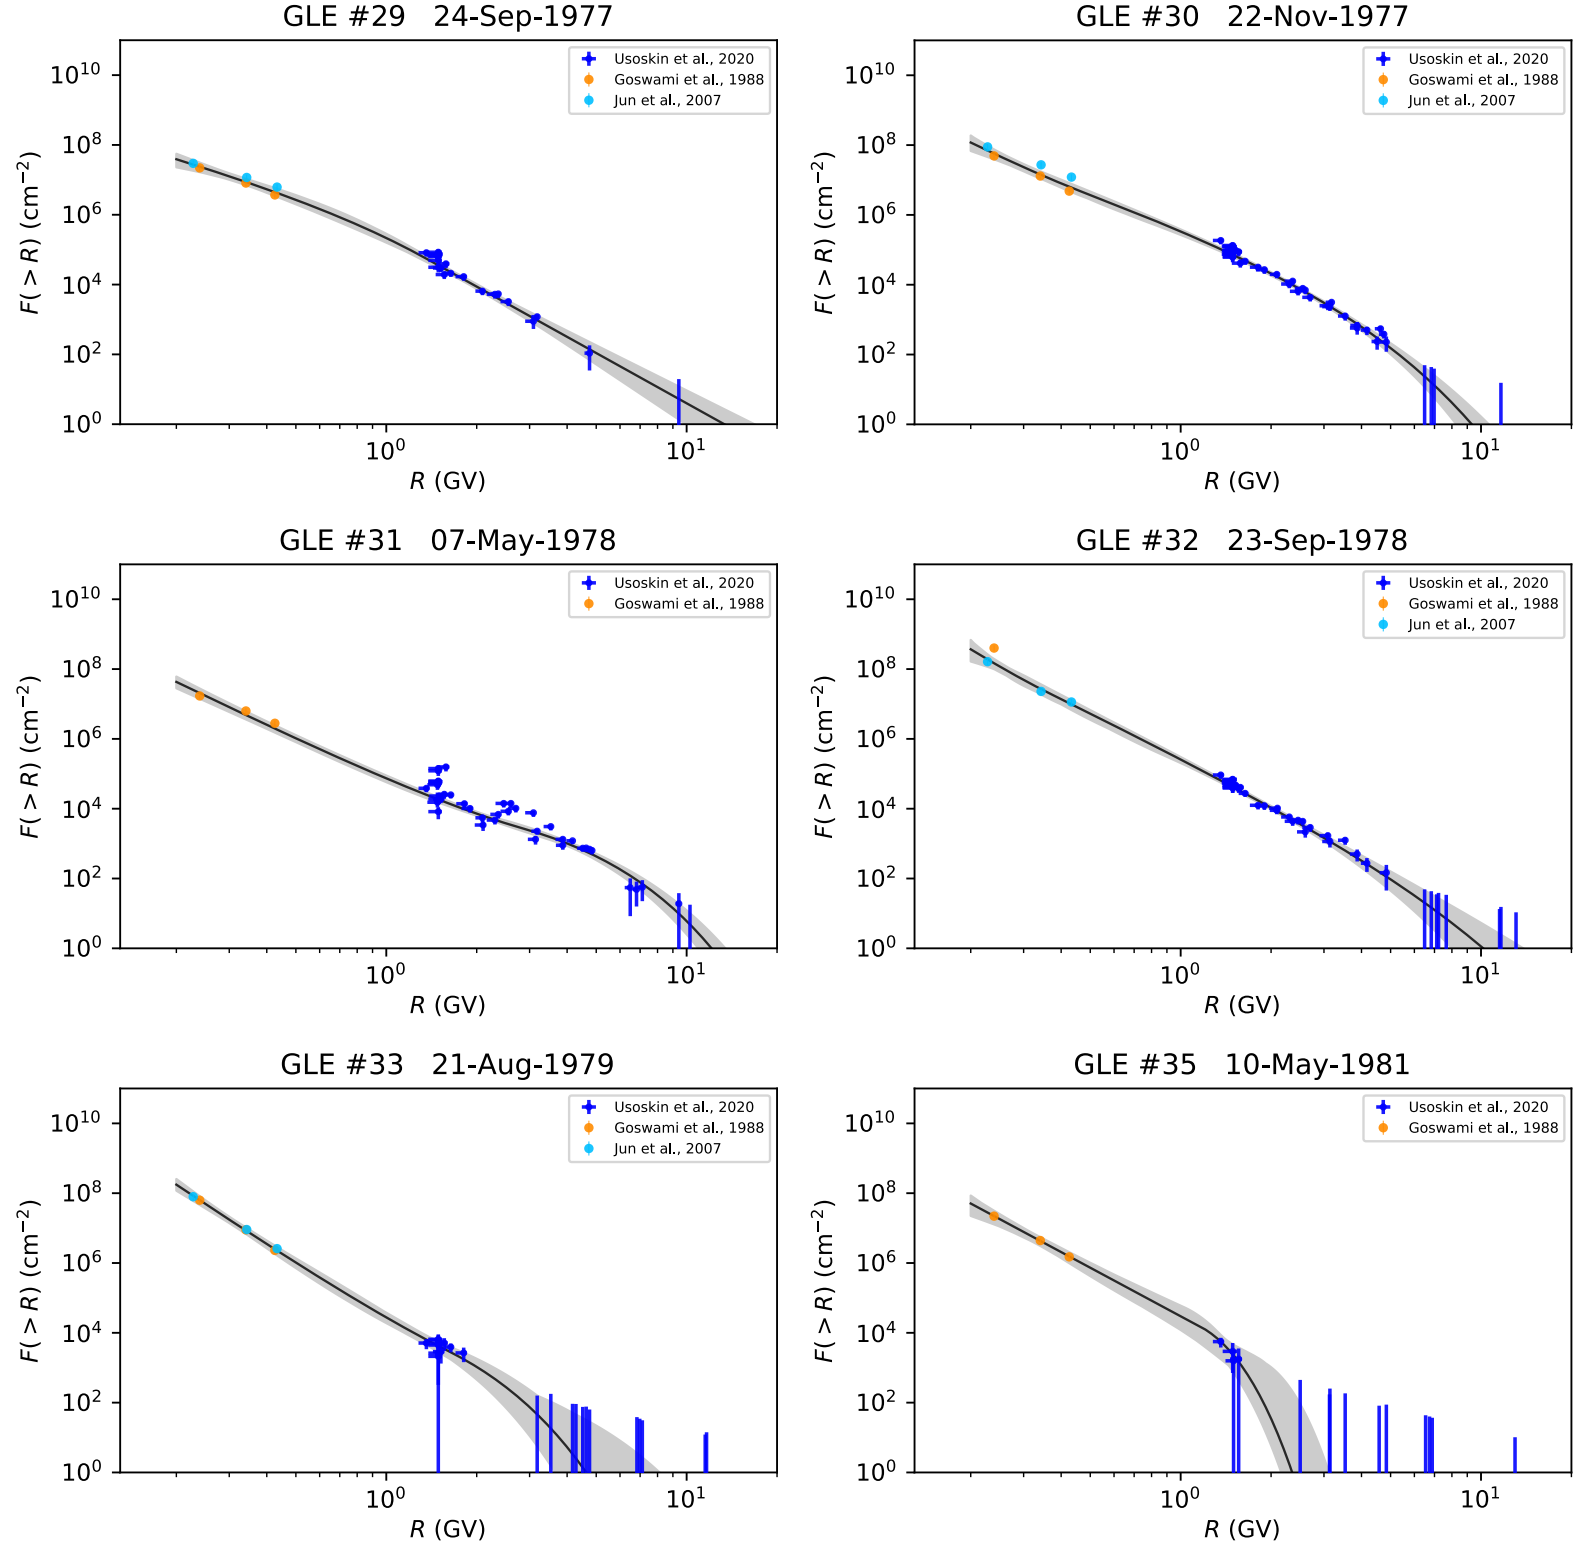 GLE #29   24-Sep-1977
10^10
10^8
10^6
10^4
10^2
10^0
F(> R) (cm^−2)
Usoskin et al., 2020
Goswami et al., 1988
Jun et al., 2007
10^0
10^1
R (GV)
GLE #30   22-Nov-1977
10^10
10^8
10^6
10^4
10^2
10^0
F(> R) (cm^−2)
Usoskin et al., 2020
Goswami et al., 1988
Jun et al., 2007
10^0
10^1
R (GV)
GLE #31   07-May-1978
10^10
10^8
10^6
10^4
10^2
10^0
F(> R) (cm^−2)
Usoskin et al., 2020
Goswami et al., 1988
10^0
10^1
R (GV)
GLE #32   23-Sep-1978
10^10
10^8
10^6
10^4
10^2
10^0
F(> R) (cm^−2)
Usoskin et al., 2020
Goswami et al., 1988
Jun et al., 2007
10^0
10^1
R (GV)
GLE #33   21-Aug-1979
10^10
10^8
10^6
10^4
10^2
10^0
F(> R) (cm^−2)
Usoskin et al., 2020
Goswami et al., 1988
Jun et al., 2007
10^0
10^1
R (GV)
GLE #35   10-May-1981
10^10
10^8
10^6
10^4
10^2
10^0
F(> R) (cm^−2)
Usoskin et al., 2020
Goswami et al., 1988
10^0
10^1
R (GV)